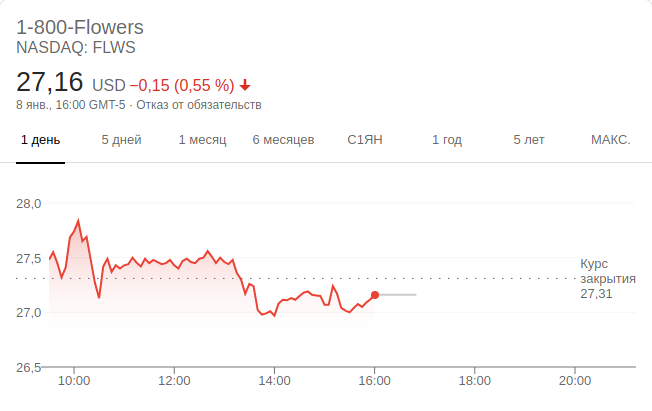 1-800-Flowers
NASDAQ: FLWS
27,16 USD −0,15 (0,55 %)
8 янв., 16:00 GMT-5 · Отказ от обязательств
1 день 5 дней 1 месяц 6 месяцев С1ЯН 1 год 5 лет МАКС.
28,0
27,5
Курс
закрытия
27,31
27,0
26,5
10:00 12:00 14:00 16:00 18:00 20:00